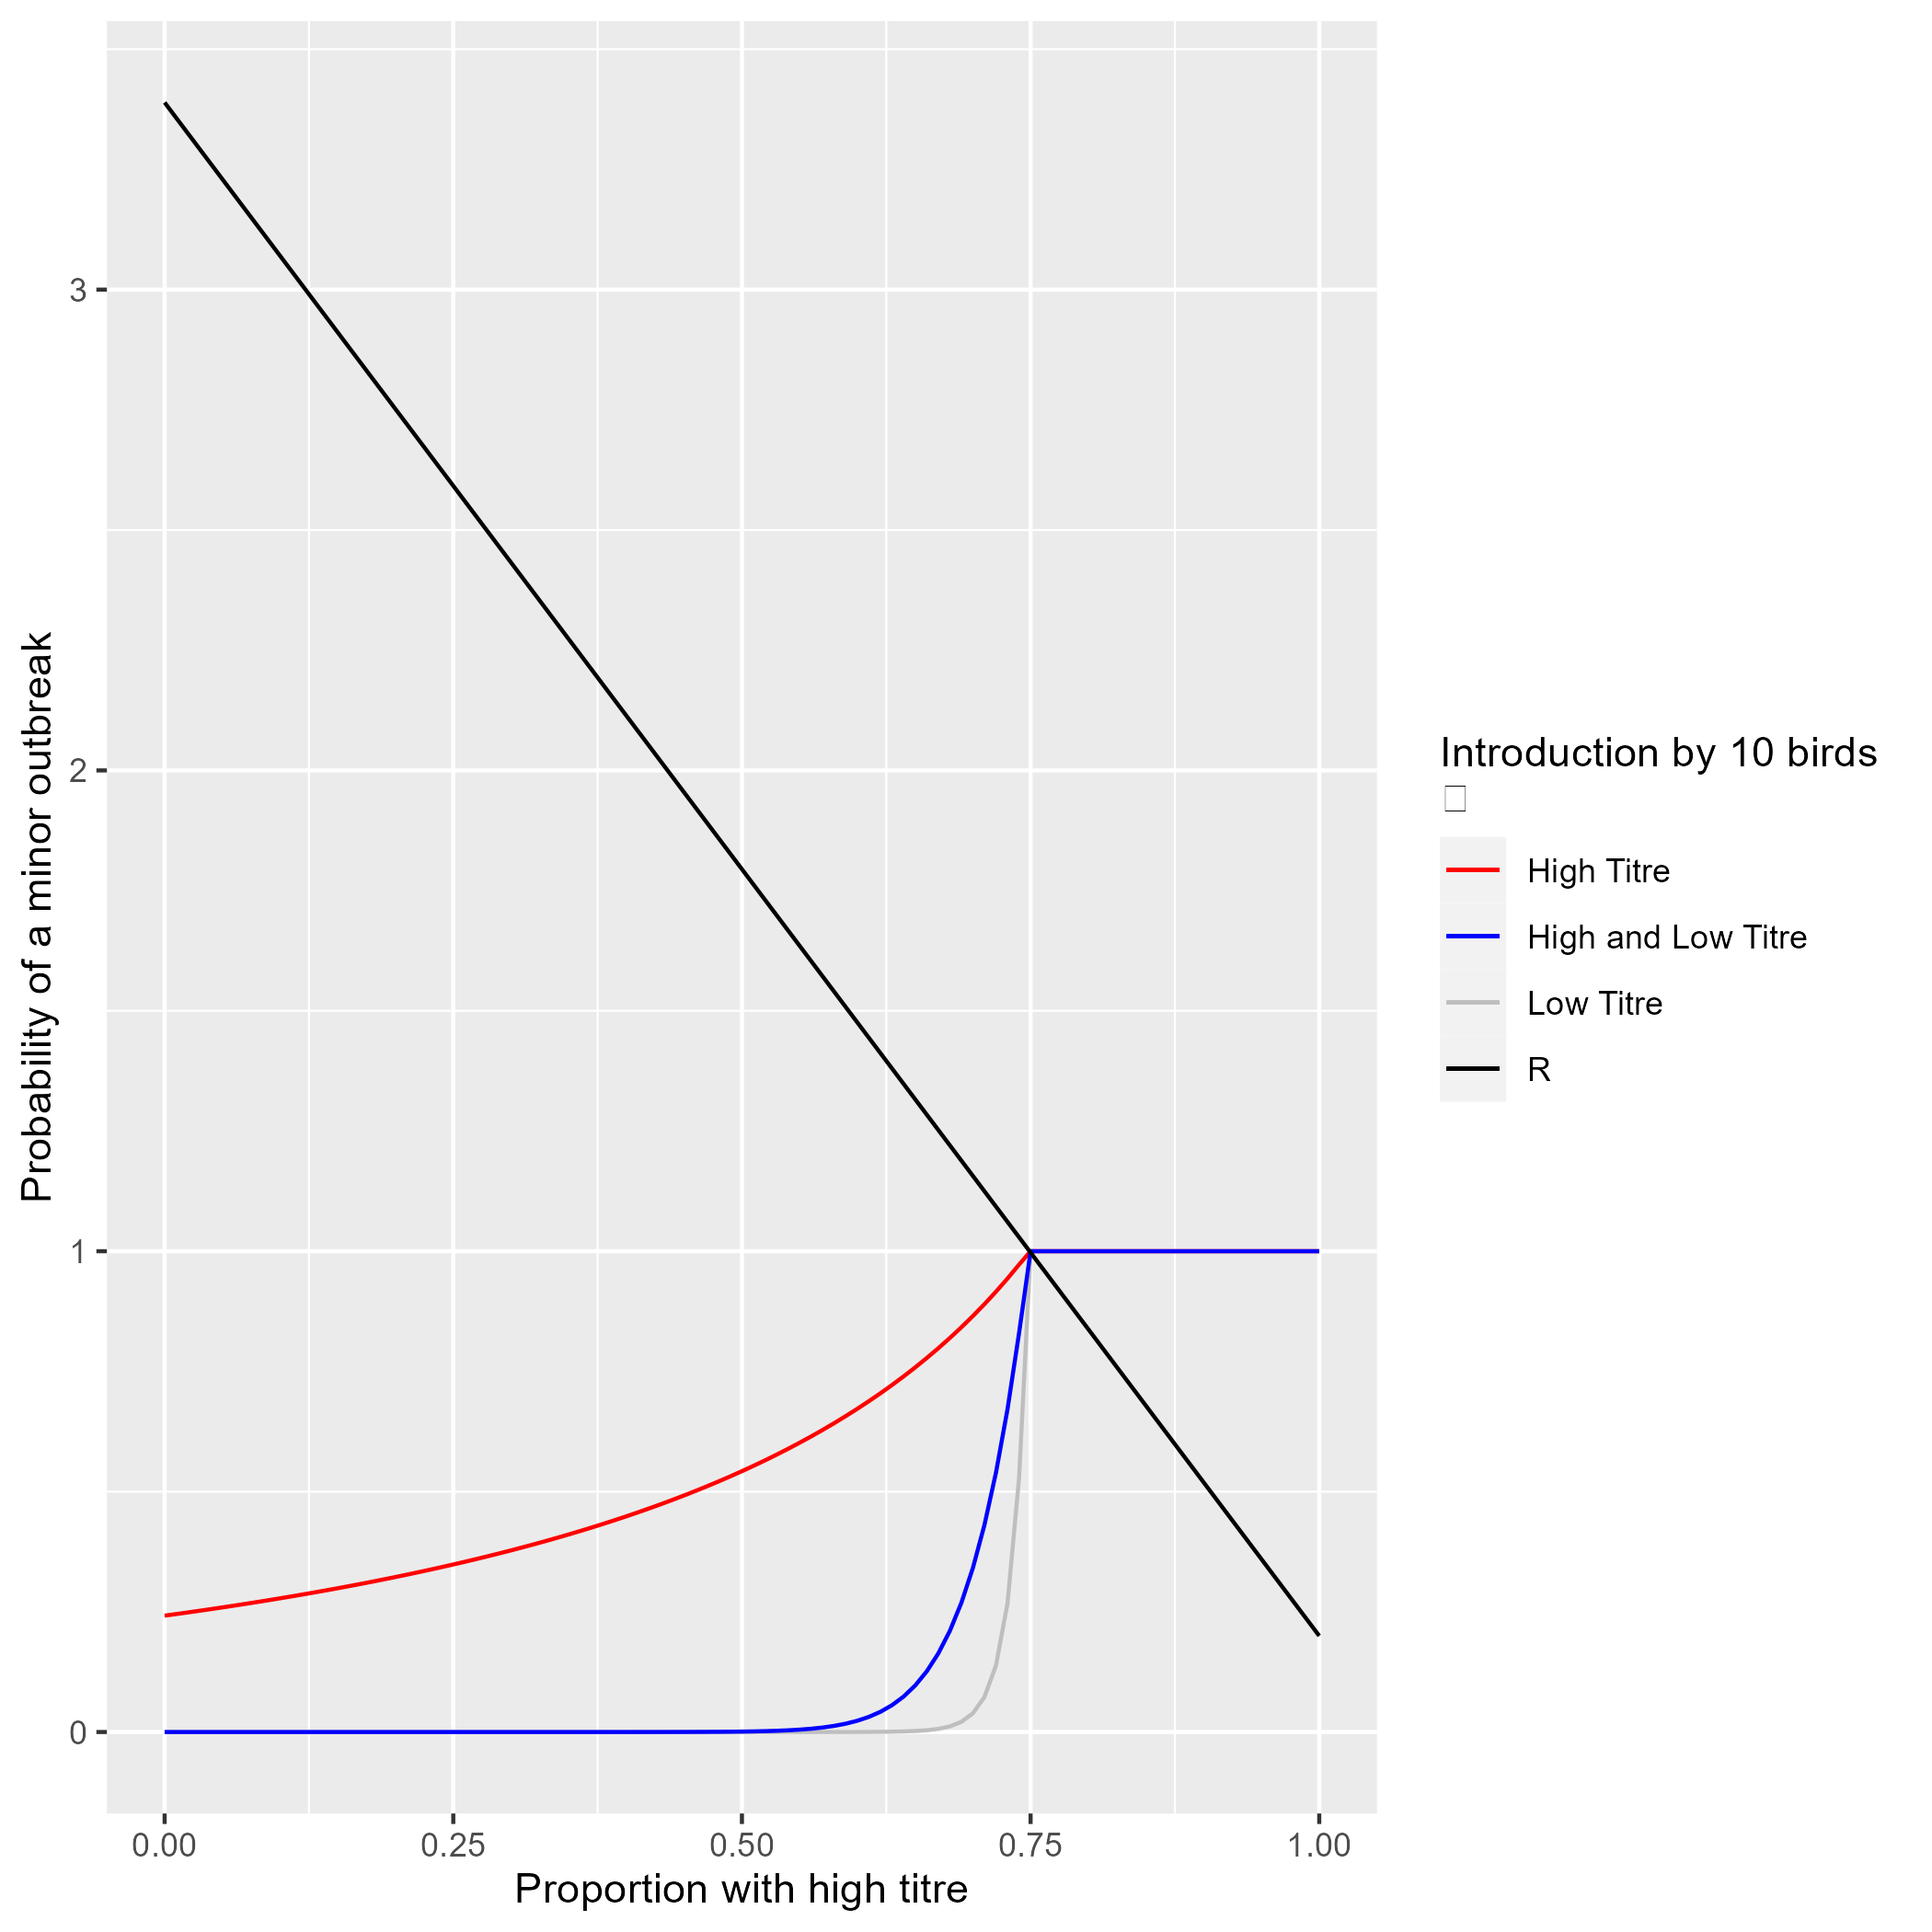 Probability of a minor outbreak
3
2
1
0
0.00 0.25 0.50 0.75 1.00
Proportion with high titre
Introduction by 10 birds
High Titre
High and Low Titre
Low Titre
R